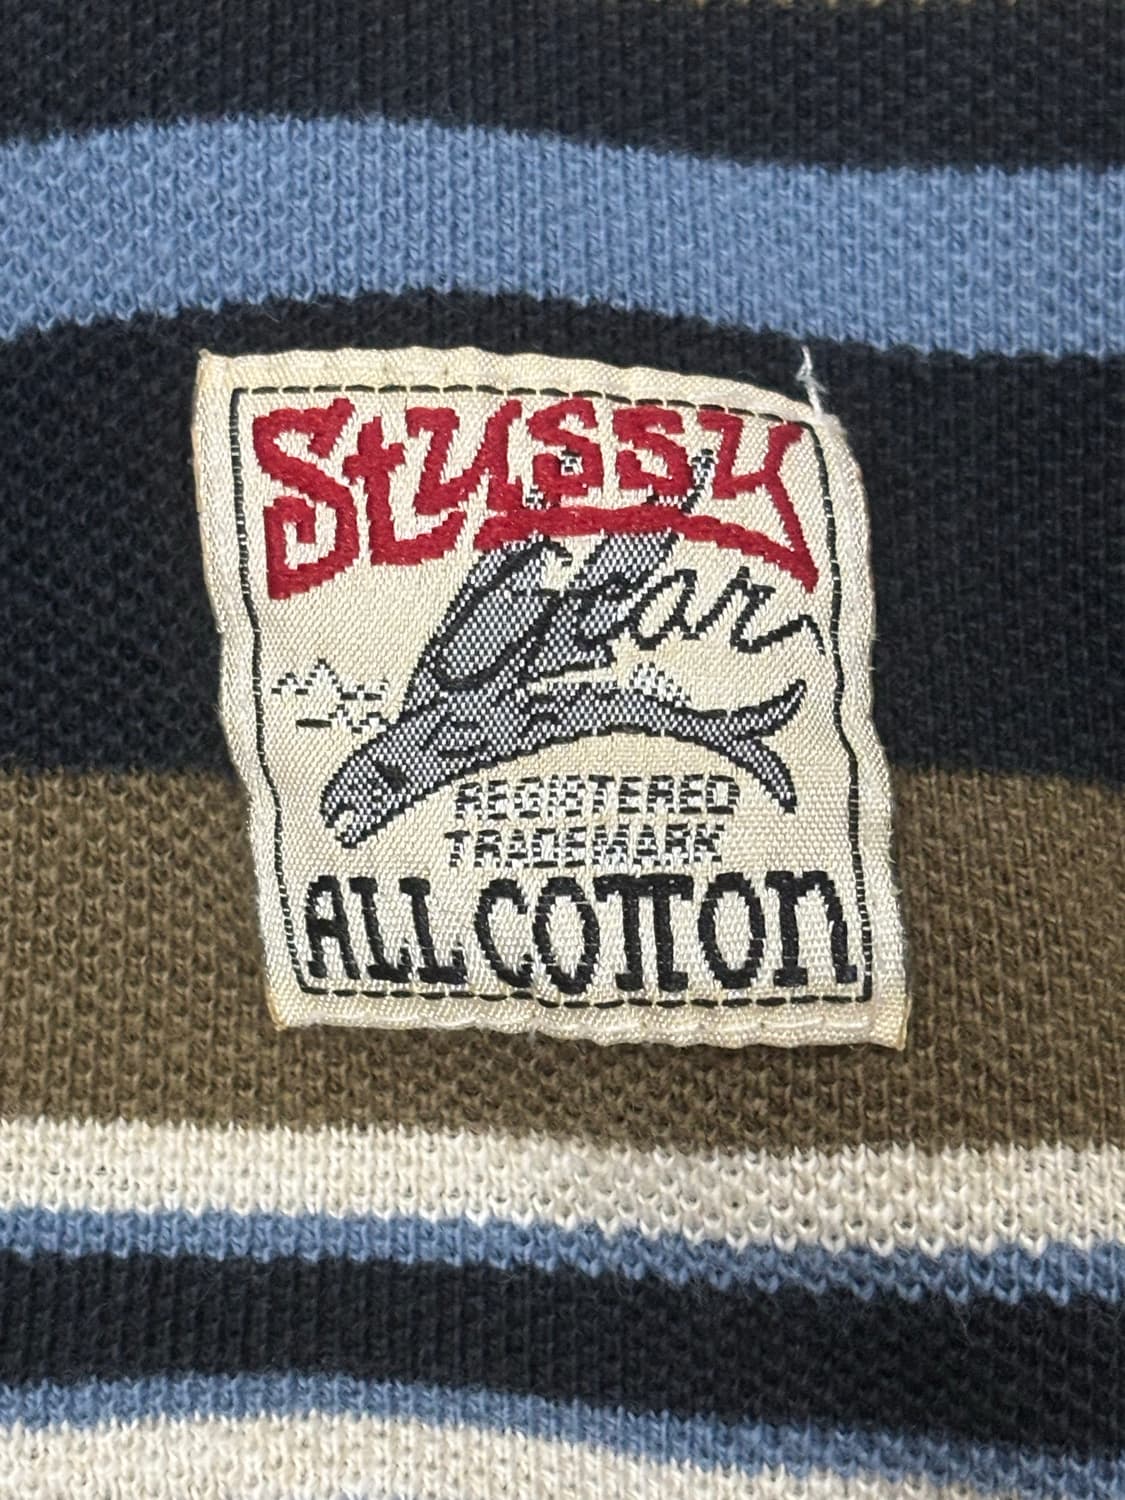 Stussy
Gear
REGISTERED
TRADEMARK
ALL COTTON